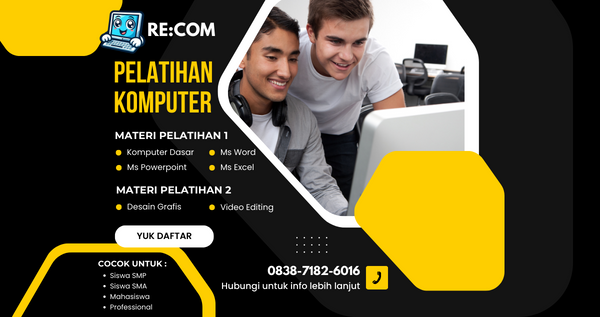 RE:COM
PELATIHAN
KOMPUTER
MATERI PELATIHAN 1
Komputer Dasar
Ms Word
Ms Powerpoint
Ms Excel
MATERI PELATIHAN 2
Desain Grafis
Video Editing
YUK DAFTAR
COCOK UNTUK :
Siswa SMP
Siswa SMA
Mahasiswa
Professional
0838-7182-6016
Hubungi untuk info lebih lanjut